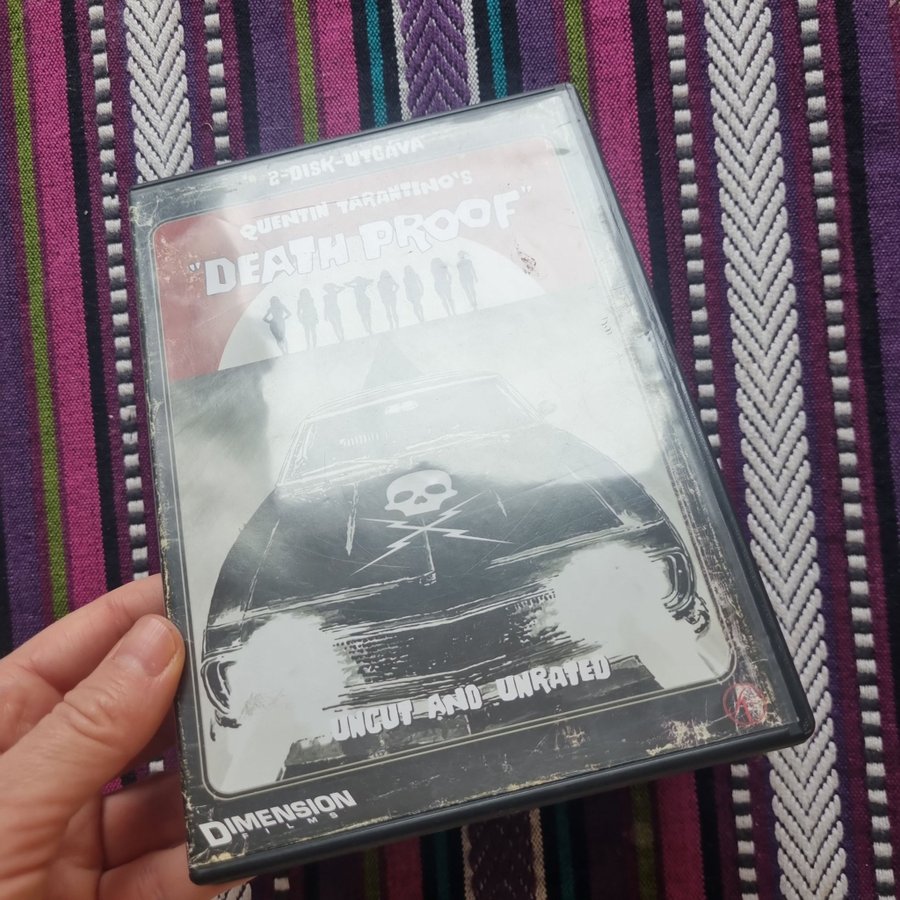 2-DISK-UTGÅVA
QUENTIN TARANTINO'S
"DEATH PROOF"
UNCUT AND UNRATED
DIMENSION
FILMS